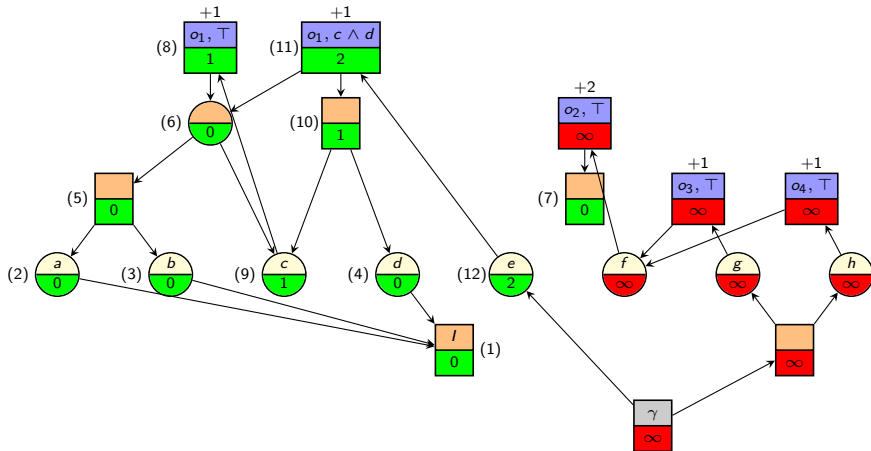 +1 +1
(8) o₁, ⊤ (11) o₁, c ∧ d
1 2
+2
o₂, ⊤
(6) 0 (10) 1 ∞
+1 +1
(5) (7) o₃, ⊤ o₄, ⊤
0 0 ∞ ∞
(2) a (3) b (9) c (4) d (12) e f g h
0 0 1 0 2 ∞ ∞ ∞
I (1)
0 ∞
γ
∞